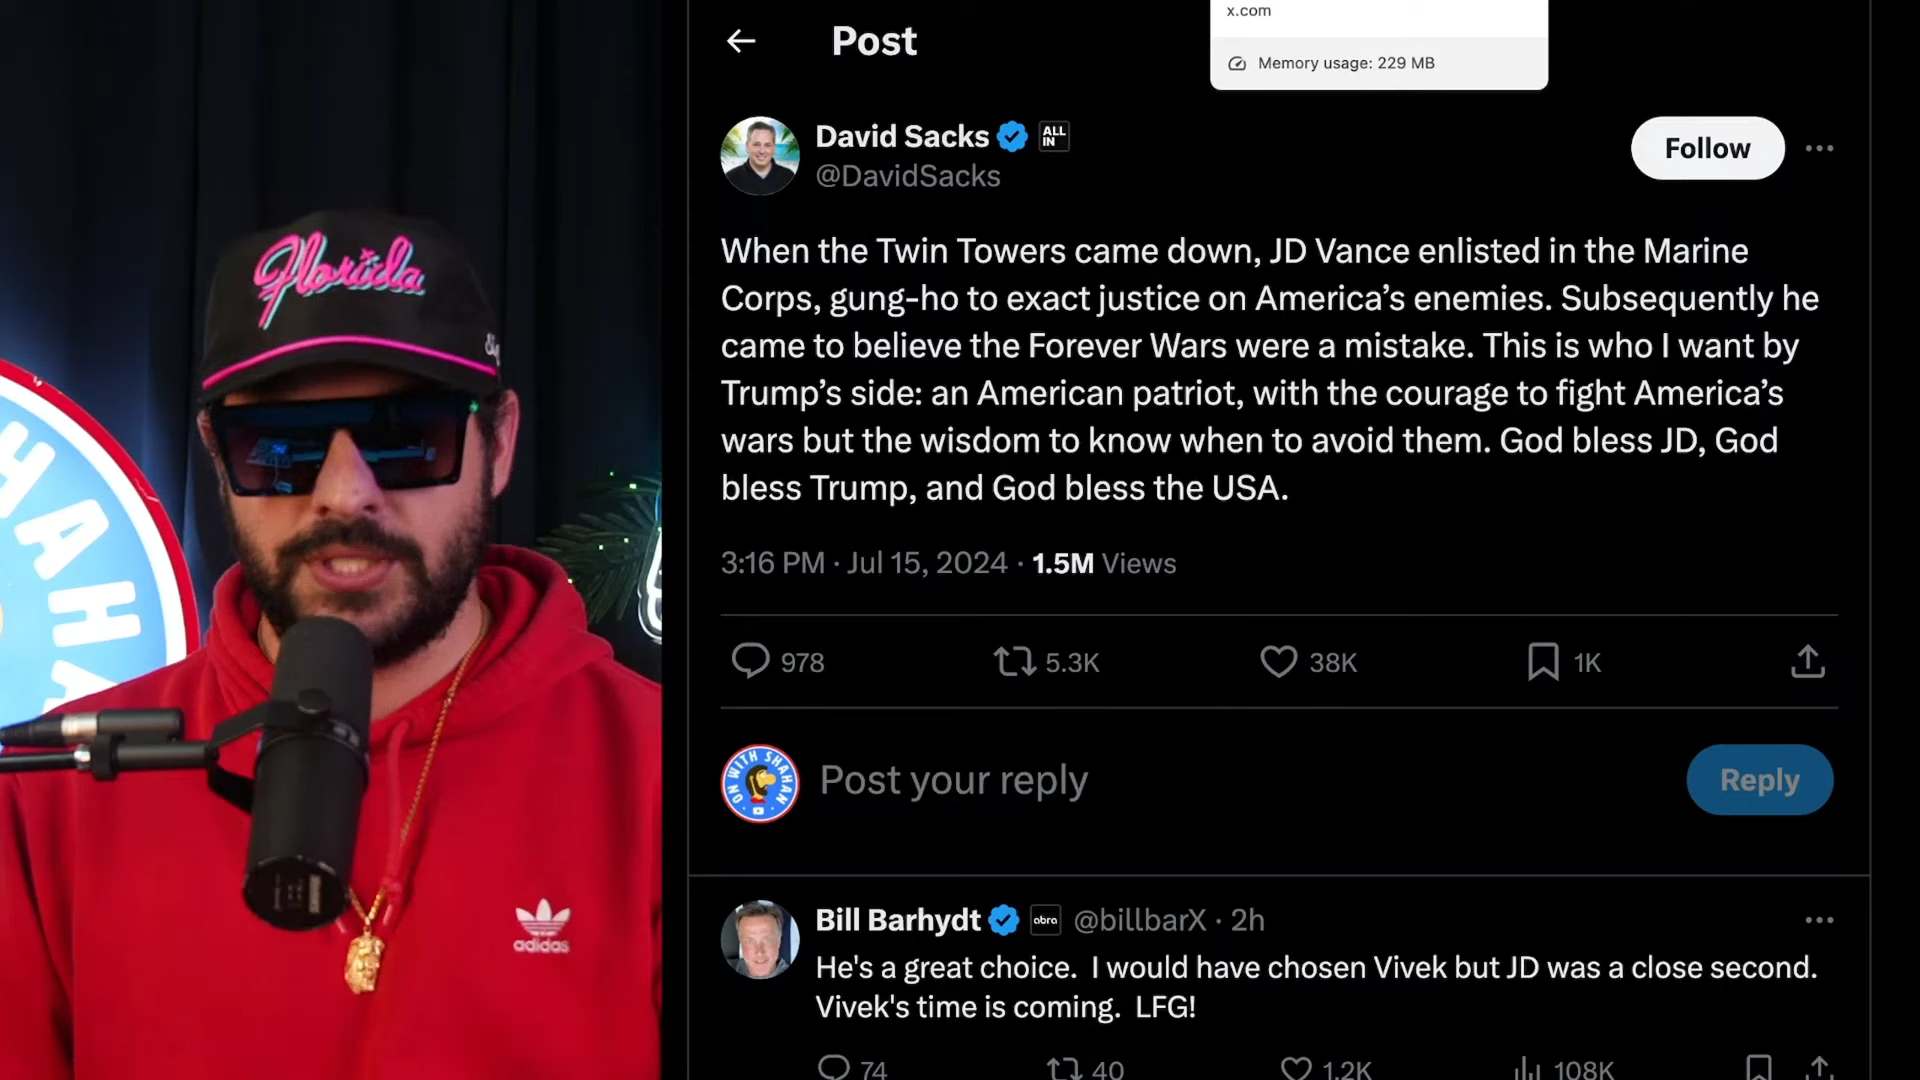 x.com
Memory usage: 229 MB
Post
David Sacks
ALL
IN
@DavidSacks
Follow
When the Twin Towers came down, JD Vance enlisted in the Marine
Corps, gung-ho to exact justice on America’s enemies. Subsequently he
came to believe the Forever Wars were a mistake. This is who I want by
Trump’s side: an American patriot, with the courage to fight America’s
wars but the wisdom to know when to avoid them. God bless JD, God
bless Trump, and God bless the USA.
3:16 PM · Jul 15, 2024 · 1.5M Views
978 5.3K 38K 1K
ON WITH SHAHAN
Post your reply
Reply
Bill Barhydt abra @billbarX · 2h
He's a great choice. I would have chosen Vivek but JD was a close second.
Vivek's time is coming. LFG!
74 40 1.2K 108K
Florida
adidas
HAHA